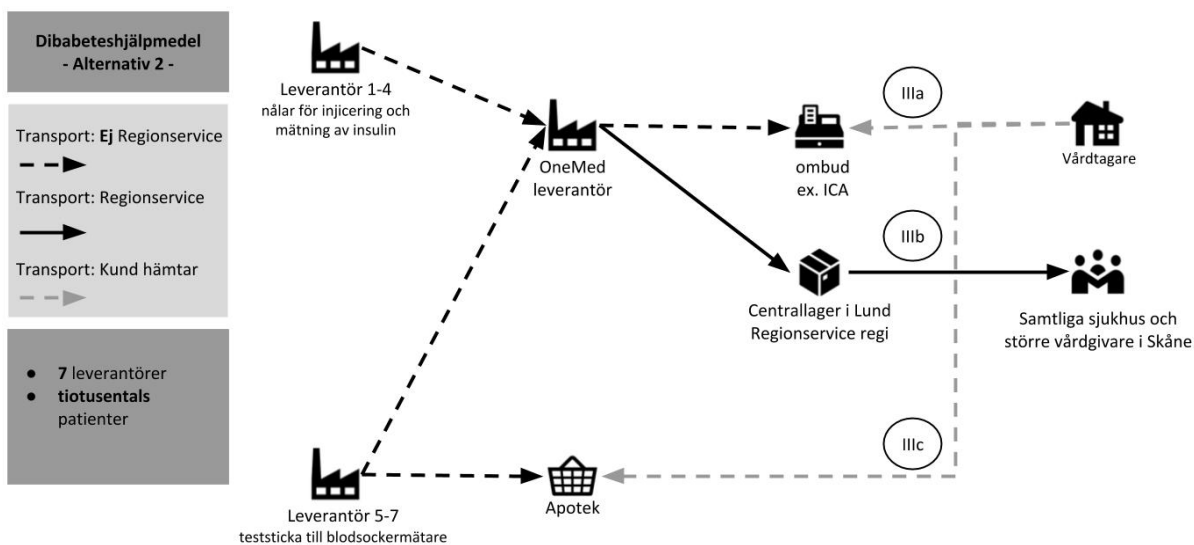 Dibabeteshjälpmedel
- Alternativ 2 -
Transport: Ej Regionservice
Transport: Regionservice
Transport: Kund hämtar
● 7 leverantörer
● tiotusentals
patienter
Leverantör 1-4
nålar för injicering och
mätning av insulin
OneMed
leverantör
ombud
ex. ICA
IIIa
Vårdtagare
IIIb
Centrallager i Lund
Regionservice regi
Samtliga sjukhus och
större vårdgivare i Skåne
IIIc
Leverantör 5-7
teststicka till blodsockermätare
Apotek